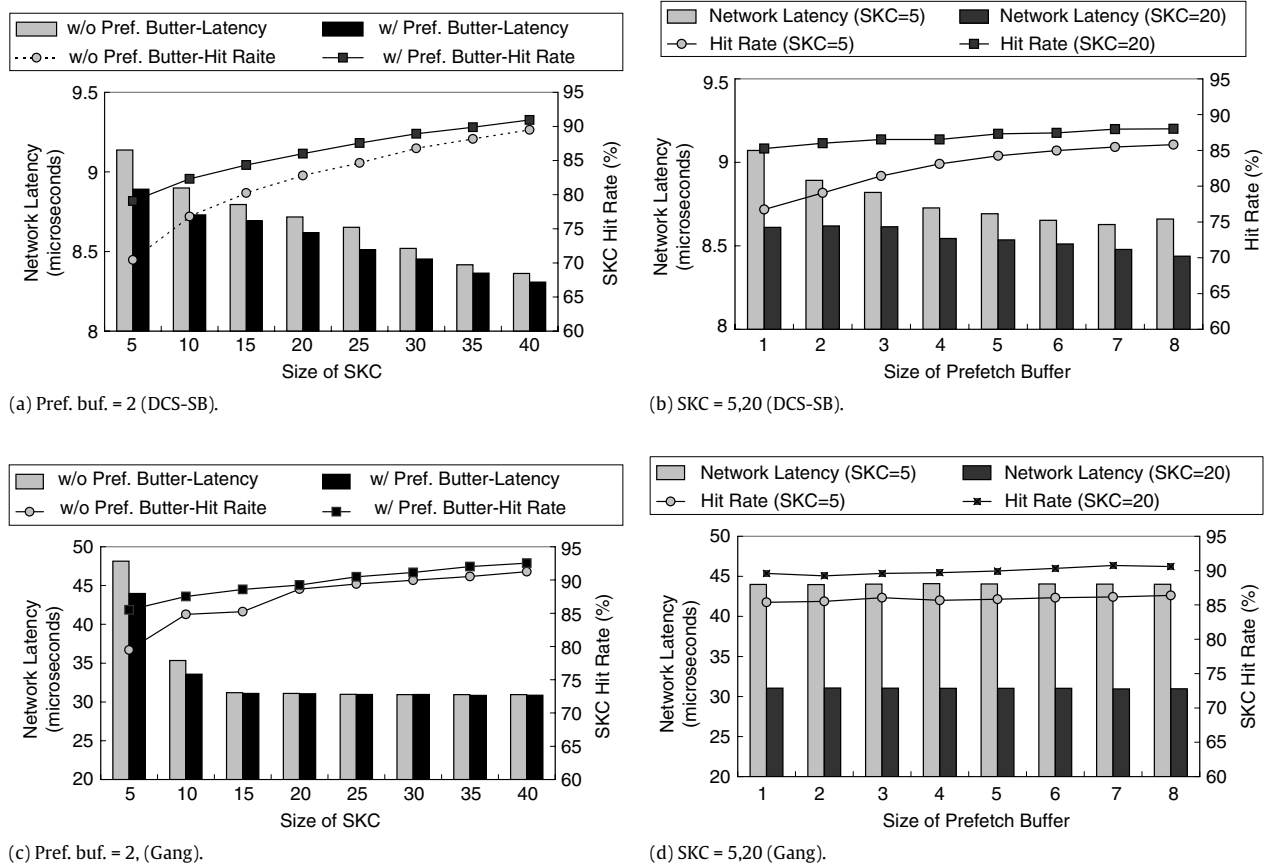 w/o Pref. Butter-Latency
w/ Pref. Butter-Latency
w/o Pref. Butter-Hit Raite
w/ Pref. Butter-Hit Rate
9.5
9
8.5
8
Network Latency
(microseconds)
95
90
85
80
75
70
65
60
SKC Hit Rate (%)
5 10 15 20 25 30 35 40
Size of SKC
(a) Pref. buf. = 2 (DCS-SB).
Network Latency (SKC=5)
Network Latency (SKC=20)
Hit Rate (SKC=5)
Hit Rate (SKC=20)
9.5
9
8.5
8
Network Latency
(microseconds)
95
90
85
80
75
70
65
60
Hit Rate (%)
1 2 3 4 5 6 7 8
Size of Prefetch Buffer
(b) SKC = 5,20 (DCS-SB).
w/o Pref. Butter-Latency
w/ Pref. Butter-Latency
w/o Pref. Butter-Hit Raite
w/ Pref. Butter-Hit Rate
50
45
40
35
30
25
20
Network Latency
(microseconds)
95
90
85
80
75
70
65
60
SKC Hit Rate (%)
5 10 15 20 25 30 35 40
Size of SKC
(c) Pref. buf. = 2, (Gang).
Network Latency (SKC=5)
Network Latency (SKC=20)
Hit Rate (SKC=5)
Hit Rate (SKC=20)
50
45
40
35
30
25
20
Network Latency
(microseconds)
95
90
85
80
75
70
65
60
SKC Hit Rate (%)
1 2 3 4 5 6 7 8
Size of Prefetch Buffer
(d) SKC = 5,20 (Gang).